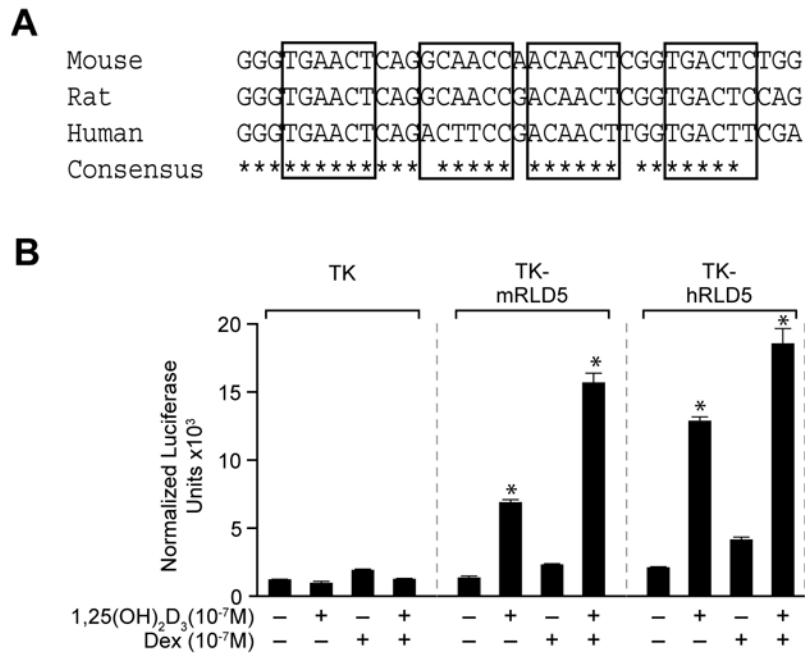 A
Mouse GGGTGAACTCAGGCAACCAACAACTCGGTGACTCTGG
Rat GGGTGAACTCAGGCAACCGACAACTCGGTGACTCCAG
Human GGGTGAACTCAGACTTCCGACAACTTGGTGACTTCGA
Consensus ************ ***** ****** *******
B
TK
TK-
mRLD5
TK-
hRLD5
Normalized Luciferase
Units x10³
20
15
10
5
0
* * * *
1,25(OH)₂D₃(10⁻⁷M) – + – + – + – + – + – +
Dex (10⁻⁷M) – – + + – – + + – – + +